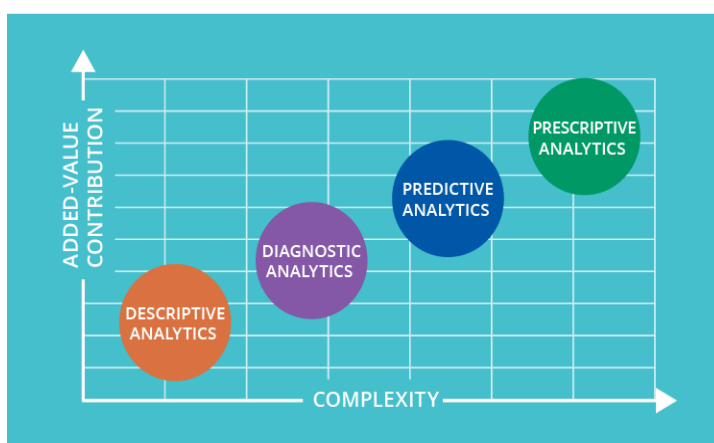 ADDED-VALUE
CONTRIBUTION
PRESCRIPTIVE
ANALYTICS
PREDICTIVE
ANALYTICS
DIAGNOSTIC
ANALYTICS
DESCRIPTIVE
ANALYTICS
COMPLEXITY